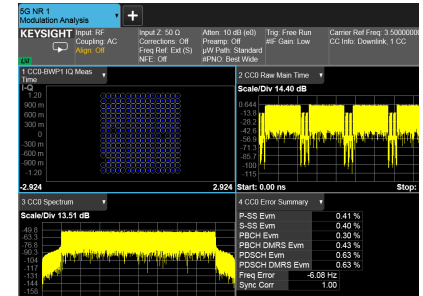 5G NR 1
Modulation Analysis
KEYSIGHT
Input: RF
Coupling: AC
Align: Off
Input Z: 50 Ω
Corrections: Off
Freq Ref: Ext (S)
NFE: Off
Atten: 10 dB (e0)
Preamp: Off
µW Path: Standard
#PNO: Best Wide
Trig: Free Run
#IF Gain: Low
Carrier Ref Freq: 3.50000000
CC Info: Downlink, 1 CC
LXI
1 CC0-BWP1 IQ Meas Time
I-Q
1.20
900 m
600 m
300 m
0
-300 m
-600 m
-900 m
-1.20
-2.924
2.924
2 CC0 Raw Main Time
Scale/Div 14.40 dB
0.644
-13.8
-28.2
-42.6
-56.9
-71.3
-100
-115
Start: 0.00 ns
Stop:
3 CC0 Spectrum
Scale/Div 13.51 dB
-49.8
-63.3
-76.8
-90.3
-104
-117
-131
-144
-158
4 CC0 Error Summary
P-SS Evm 0.41 %
S-SS Evm 0.40 %
PBCH Evm 0.30 %
PBCH DMRS Evm 0.43 %
PDSCH Evm 0.63 %
PDSCH DMRS Evm 0.63 %
Freq Error -6.08 Hz
Sync Corr 1.00